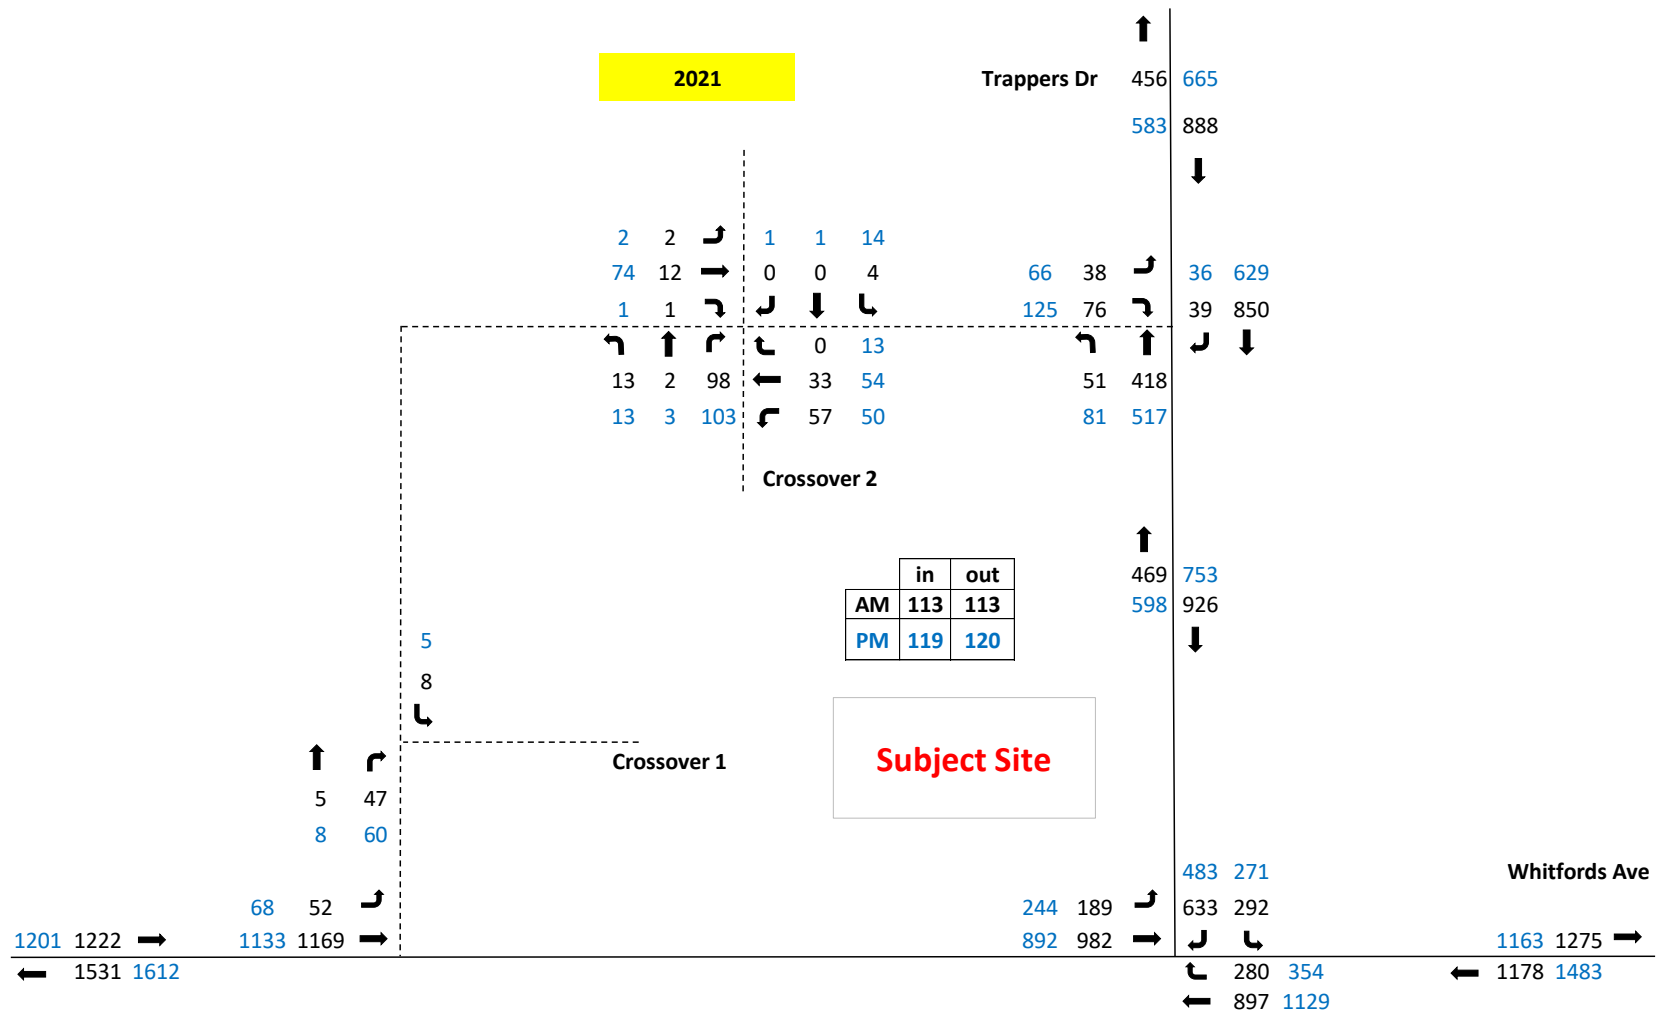 2021
Trappers Dr 456 665
583 888
2 2 1 1 14
74 12 0 0 4 66 38 36 629
1 1 125 76 39 850
0 13
13 2 98 33 54 51 418
13 3 103 57 50 81 517
Crossover 2
in out
469 753
AM 113 113
598 926
PM 119 120
5
8
Crossover 1
Subject Site
5 47
8 60
483 271
Whitfords Ave
68 52 244 189 633 292
1201 1222 1133 1169 892 982 1163 1275
1531 1612 280 354 1178 1483
897 1129